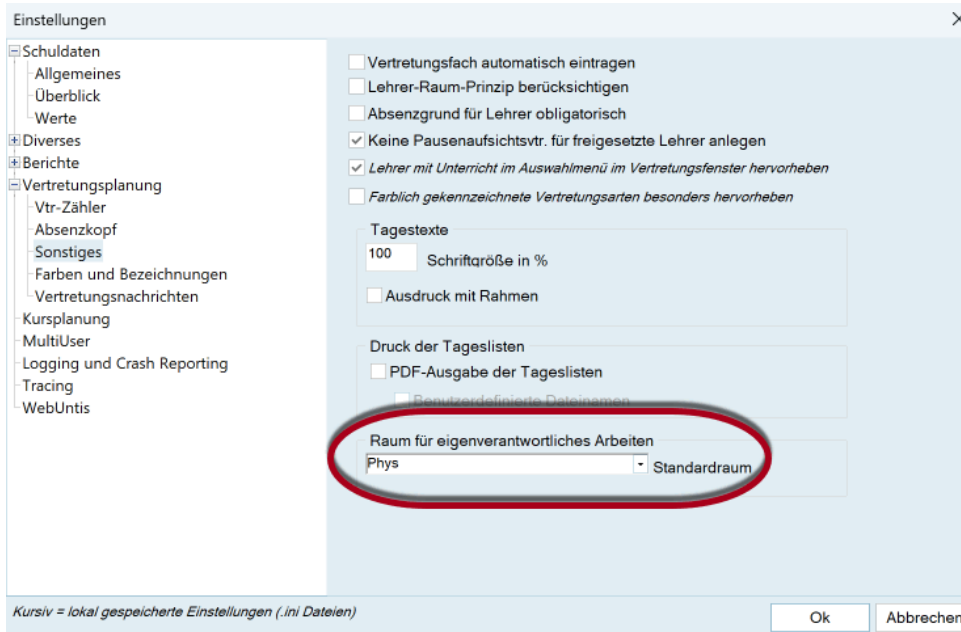 Einstellungen
Schuldaten
Allgemeines
Überblick
Werte
Diverses
Berichte
Vertretungsplanung
Vtr-Zähler
Absenzkopf
Sonstiges
Farben und Bezeichnungen
Vertretungsnachrichten
Kursplanung
MultiUser
Logging und Crash Reporting
Tracing
WebUntis
Vertretungsfach automatisch eintragen
Lehrer-Raum-Prinzip berücksichtigen
Absenzgrund für Lehrer obligatorisch
Keine Pausenaufsichtsvtr. für freigesetzte Lehrer anlegen
Lehrer mit Unterricht im Auswahlmenü im Vertretungsfenster hervorheben
Farblich gekennzeichnete Vertretungsarten besonders hervorheben
Tagestexte
100 Schriftgröße in %
Ausdruck mit Rahmen
Druck der Tageslisten
PDF-Ausgabe der Tageslisten
Benutzerdefinierte Dateinamen
Raum für eigenverantwortliches Arbeiten
Phys Standardraum
Kursiv = lokal gespeicherte Einstellungen (.ini Dateien)
Ok Abbrechen